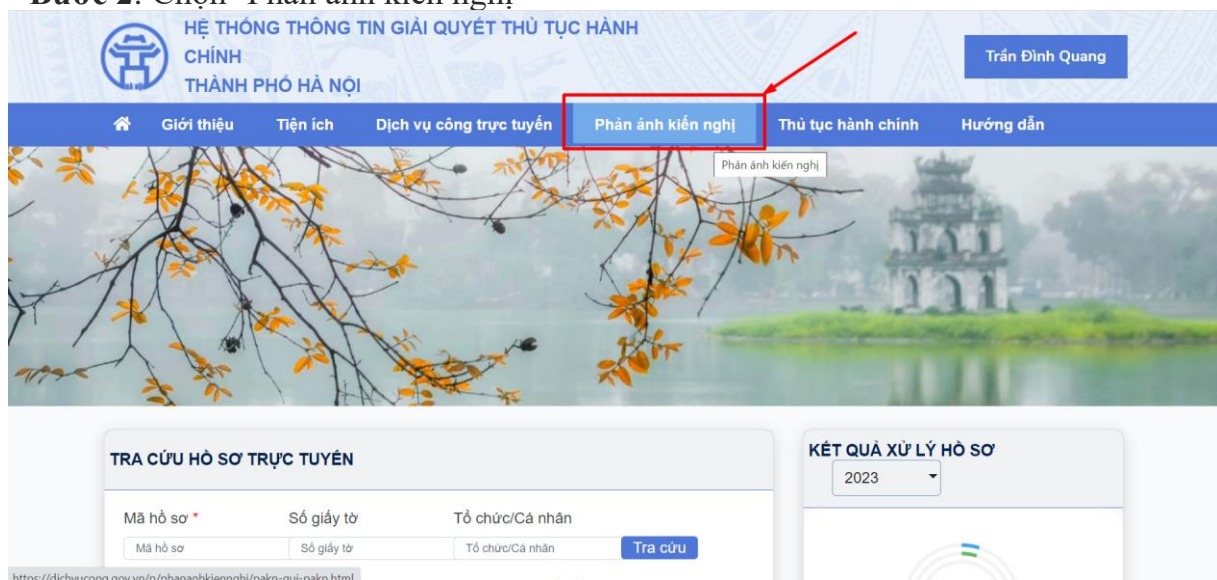 Bước 2: Chọn "Phản ánh kiến nghị"
HỆ THỐNG THÔNG TIN GIẢI QUYẾT THỦ TỤC HÀNH
CHÍNH
THÀNH PHỐ HÀ NỘI
Trần Đình Quang
Giới thiệu Tiện ích Dịch vụ công trực tuyến Phản ánh kiến nghị Thủ tục hành chính Hướng dẫn
Phản ánh kiến nghị
TRA CỨU HỒ SƠ TRỰC TUYẾN
KẾT QUẢ XỬ LÝ HỒ SƠ
2023
Mã hồ sơ * Số giấy tờ Tổ chức/Cá nhân
Mã hồ sơ Số giấy tờ Tổ chức/Cá nhân Tra cứu
https://dichvucong.gov.vn/p/phananhkiennghi/pakn-gui-pakn.html